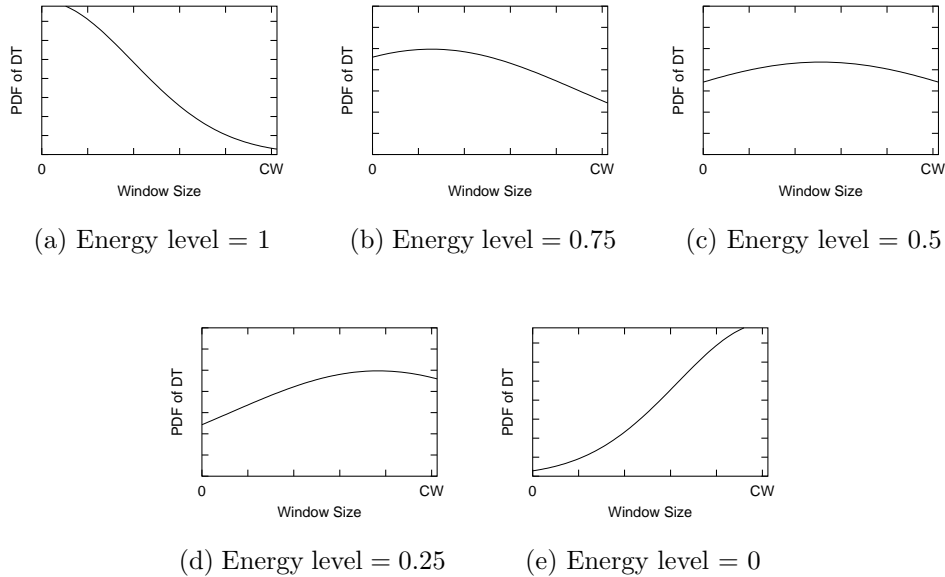 PDF of DT
0
CW
Window Size
(a) Energy level = 1
PDF of DT
0
CW
Window Size
(b) Energy level = 0.75
PDF of DT
0
CW
Window Size
(c) Energy level = 0.5
PDF of DT
0
CW
Window Size
(d) Energy level = 0.25
PDF of DT
0
CW
Window Size
(e) Energy level = 0